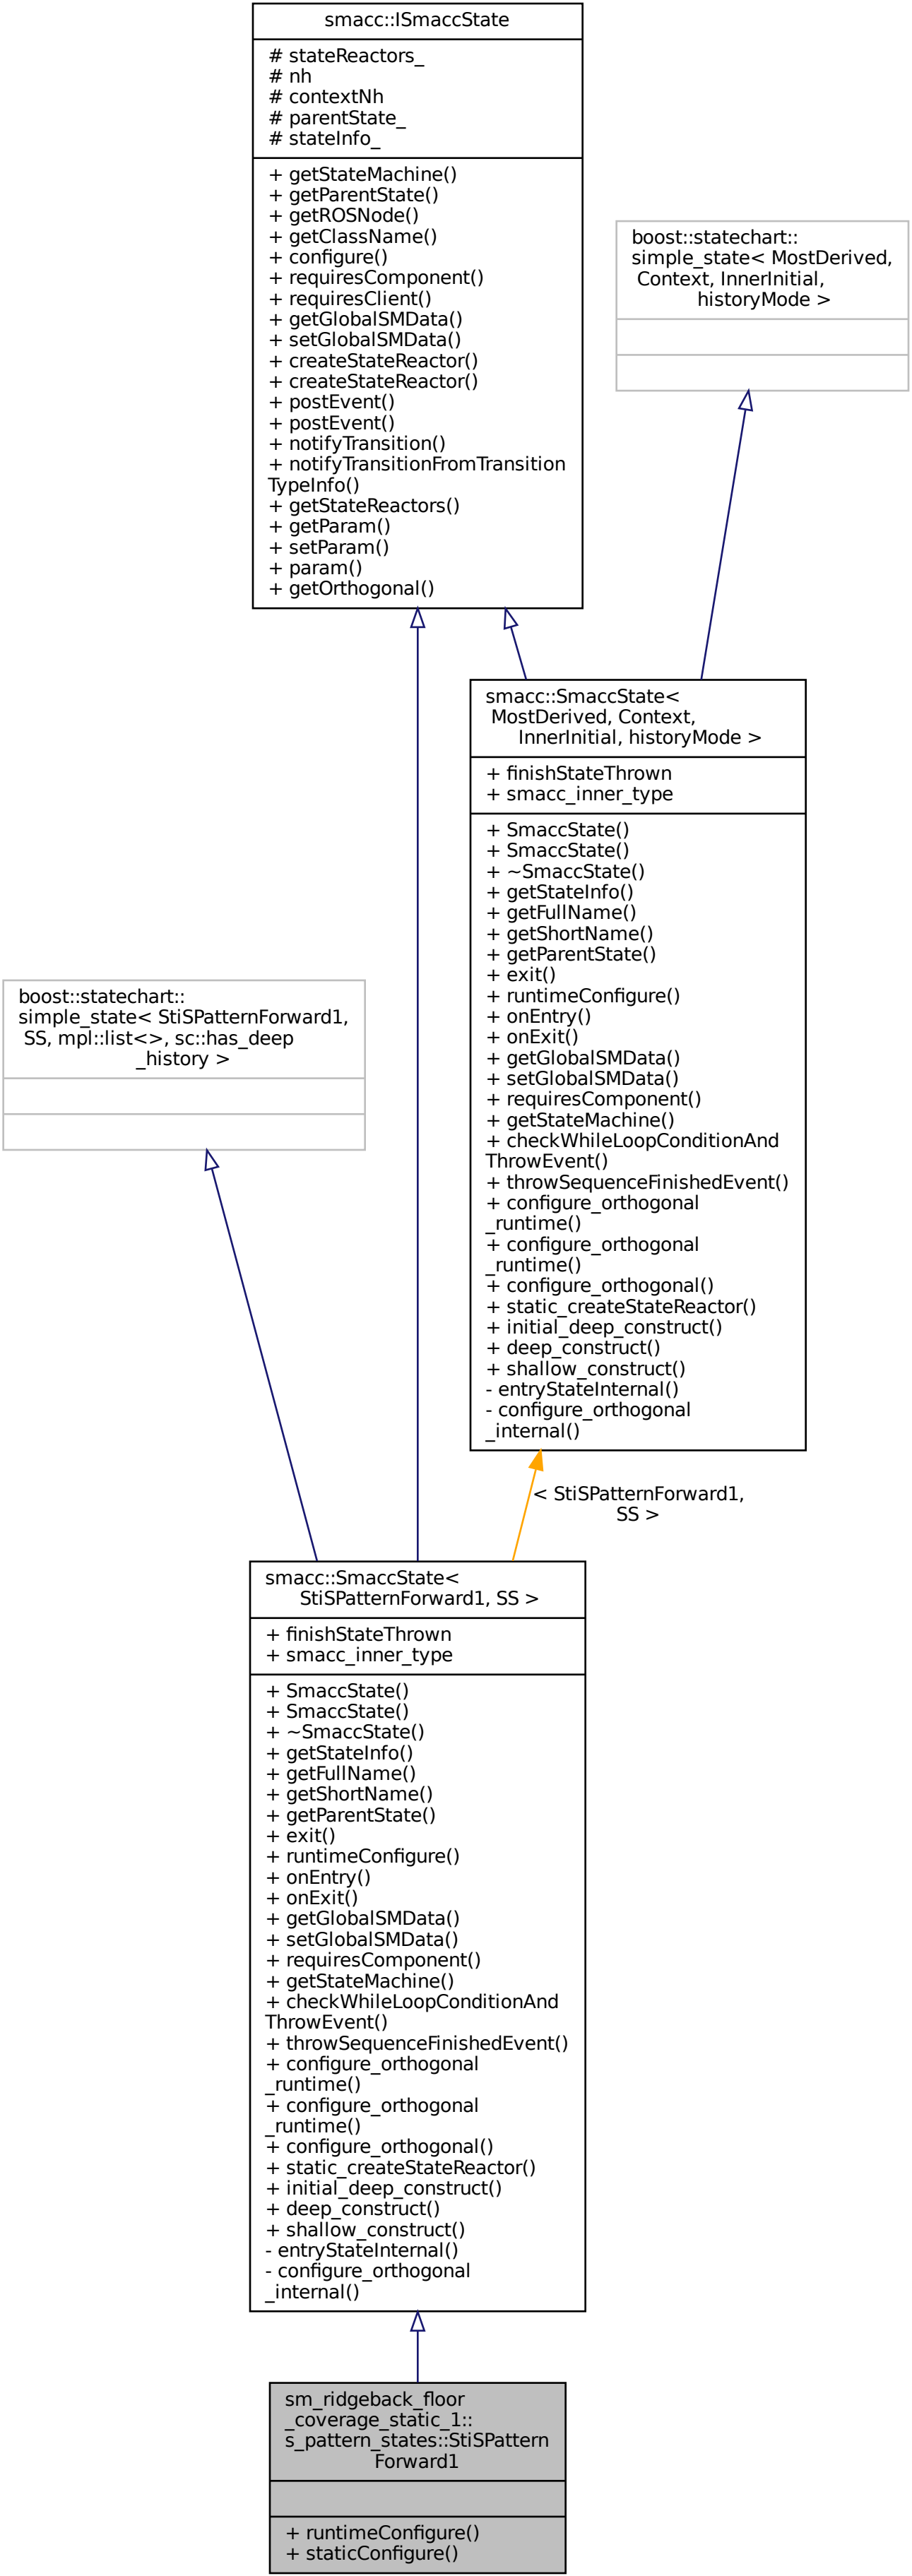 smacc::ISmaccState
# stateReactors_
# nh
# contextNh
# parentState_
# stateInfo_
+ getStateMachine()
+ getParentState()
+ getROSNode()
+ getClassName()
+ configure()
+ requiresComponent()
+ requiresClient()
+ getGlobalSMData()
+ setGlobalSMData()
+ createStateReactor()
+ createStateReactor()
+ postEvent()
+ postEvent()
+ notifyTransition()
+ notifyTransitionFromTransition
TypeInfo()
+ getStateReactors()
+ getParam()
+ setParam()
+ param()
+ getOrthogonal()
boost::statechart::
simple_state< MostDerived,
Context, InnerInitial,
historyMode >
smacc::SmaccState<
MostDerived, Context,
InnerInitial, historyMode >
+ finishStateThrown
+ smacc_inner_type
+ SmaccState()
+ SmaccState()
+ ~SmaccState()
+ getStateInfo()
+ getFullName()
+ getShortName()
+ getParentState()
+ exit()
+ runtimeConfigure()
+ onEntry()
+ onExit()
+ getGlobalSMData()
+ setGlobalSMData()
+ requiresComponent()
+ getStateMachine()
+ checkWhileLoopConditionAnd
ThrowEvent()
+ throwSequenceFinishedEvent()
+ configure_orthogonal
_runtime()
+ configure_orthogonal
_runtime()
+ configure_orthogonal()
+ static_createStateReactor()
+ initial_deep_construct()
+ deep_construct()
+ shallow_construct()
- entryStateInternal()
- configure_orthogonal
_internal()
boost::statechart::
simple_state< StiSPatternForward1,
SS, mpl::list<>, sc::has_deep
_history >
< StiSPatternForward1,
SS >
smacc::SmaccState<
StiSPatternForward1, SS >
+ finishStateThrown
+ smacc_inner_type
+ SmaccState()
+ SmaccState()
+ ~SmaccState()
+ getStateInfo()
+ getFullName()
+ getShortName()
+ getParentState()
+ exit()
+ runtimeConfigure()
+ onEntry()
+ onExit()
+ getGlobalSMData()
+ setGlobalSMData()
+ requiresComponent()
+ getStateMachine()
+ checkWhileLoopConditionAnd
ThrowEvent()
+ throwSequenceFinishedEvent()
+ configure_orthogonal
_runtime()
+ configure_orthogonal
_runtime()
+ configure_orthogonal()
+ static_createStateReactor()
+ initial_deep_construct()
+ deep_construct()
+ shallow_construct()
- entryStateInternal()
- configure_orthogonal
_internal()
sm_ridgeback_floor
_coverage_static_1::
s_pattern_states::StiSPattern
Forward1
+ runtimeConfigure()
+ staticConfigure()